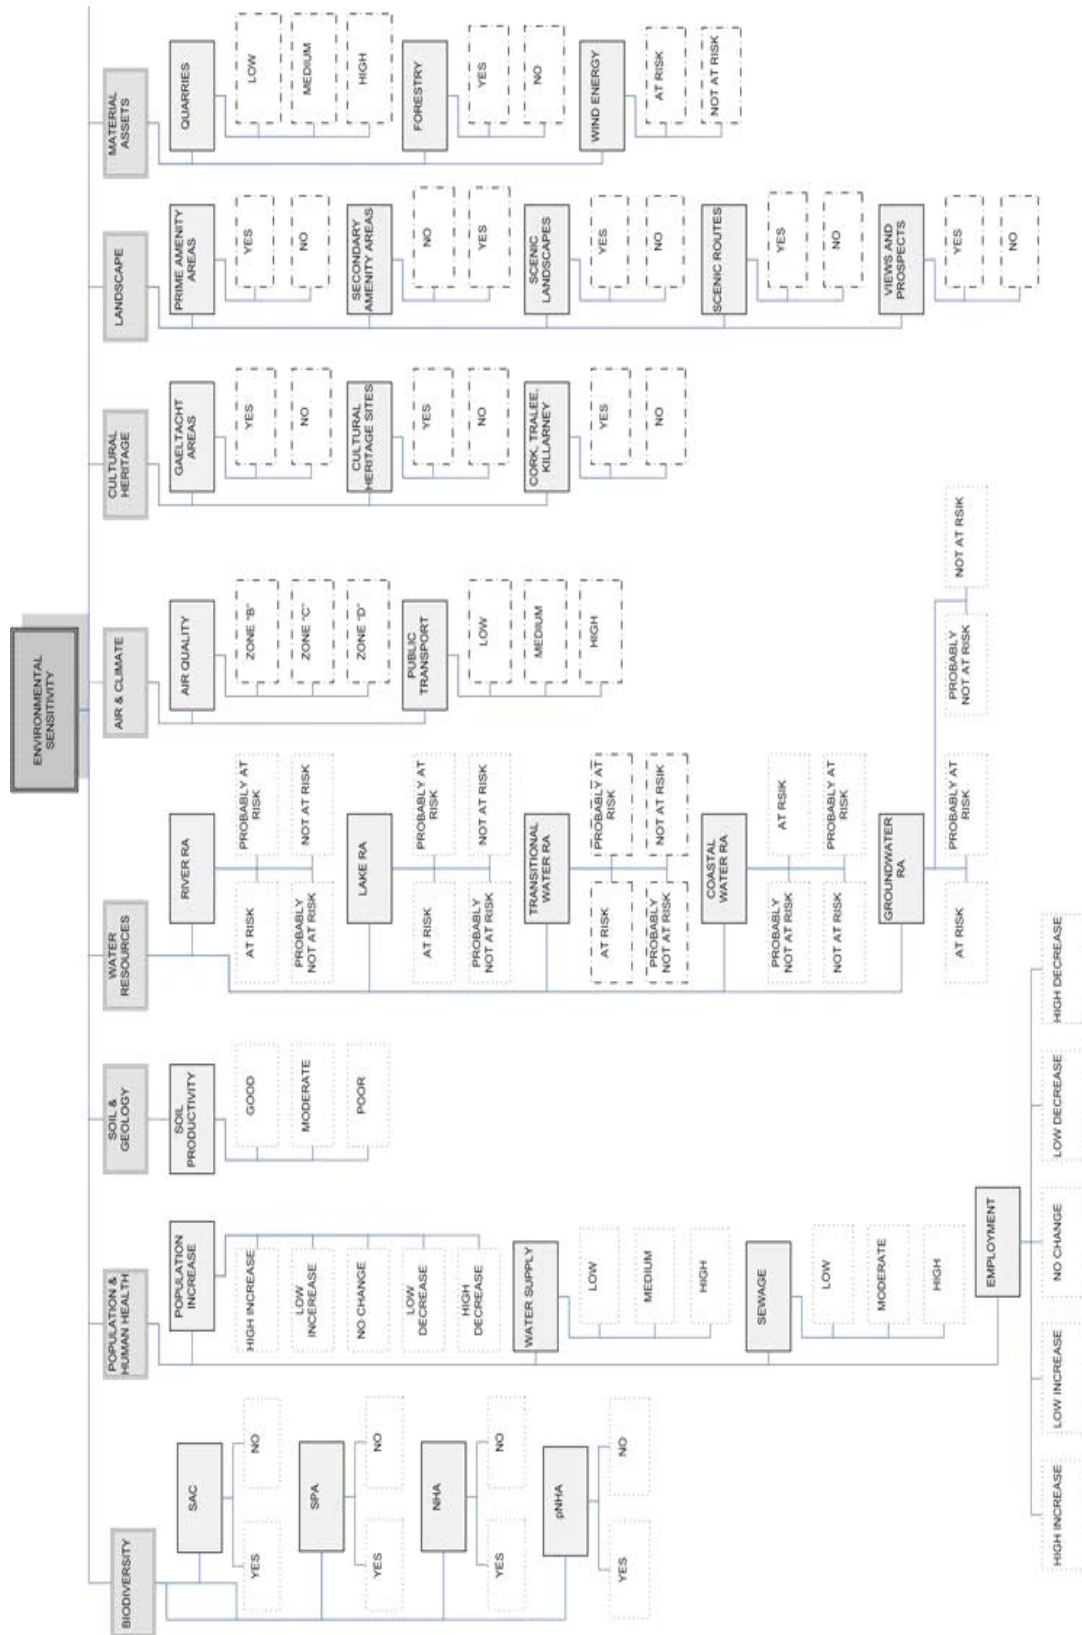 ENVIRONMENTAL
SENSITIVITY
BIODIVERSITY
SAC
YES
NO
SPA
YES
NO
NHA
YES
NO
pNHA
YES
NO
POPULATION &
HUMAN HEALTH
POPULATION
INCREASE
HIGH INCREASE
LOW
INCEREASE
NO CHANGE
LOW
DECREASE
HIGH
DECREASE
WATER SUPPLY
LOW
MEDIUM
HIGH
SEWAGE
LOW
MODERATE
HIGH
EMPLOYMENT
HIGH INCREASE
LOW INCREASE
NO CHANGE
LOW DECREASE
HIGH DECREASE
SOIL &
GEOLOGY
SOIL
PRODUCTIVITY
GOOD
MODERATE
POOR
WATER
RESOURCES
RIVER RA
AT RISK
PROBABLY AT
RISK
PROBABLY
NOT AT RISK
NOT AT RISK
LAKE RA
AT RISK
PROBABLY AT
RISK
PROBABLY
NOT AT RISK
NOT AT RISK
TRANSITIONAL
WATER RA
AT RISK
PROBABLY AT
RISK
PROBABLY
NOT AT RISK
NOT AT RISK
COASTAL
WATER RA
PROBABLY
NOT AT RISK
AT RSIK
NOT AT RISK
PROBABLY AT
RISK
GROUNDWATER
RA
AT RISK
PROBABLY AT
RISK
PROBABLY
NOT AT RISK
NOT AT RSIK
AIR & CLIMATE
AIR QUALITY
ZONE "B"
ZONE "C"
ZONE "D"
PUBLIC
TRANSPORT
LOW
MEDIUM
HIGH
CULTURAL
HERITAGE
GAELTACHT
AREAS
YES
NO
CULTURAL
HERITAGE SITES
YES
NO
CORK, TRALEE,
KILLARNEY
YES
NO
LANDSCAPE
PRIME AMENITY
AREAS
YES
NO
SECONDARY
AMENITY AREAS
NO
YES
SCENIC
LANDSCAPES
YES
NO
SCENIC ROUTES
YES
NO
VIEWS AND
PROSPECTS
YES
NO
MATERIAL
ASSETS
QUARRIES
LOW
MEDIUM
HIGH
FORESTRY
YES
NO
WIND ENERGY
AT RISK
NOT AT RISK